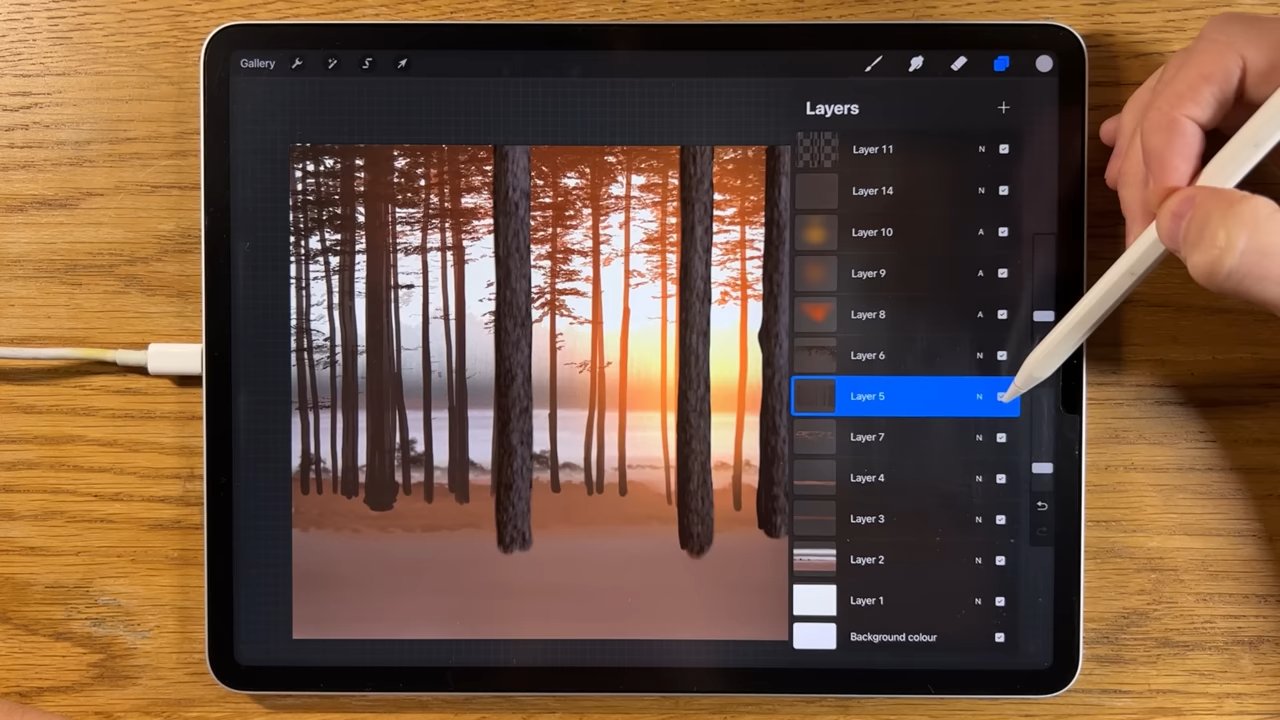 Gallery
Layers
Layer 11 N
Layer 14 N
Layer 10 A
Layer 9 A
Layer 8 A
Layer 6 N
Layer 5 N
Layer 7 N
Layer 4 N
Layer 3 N
Layer 2 N
Layer 1 N
Background colour